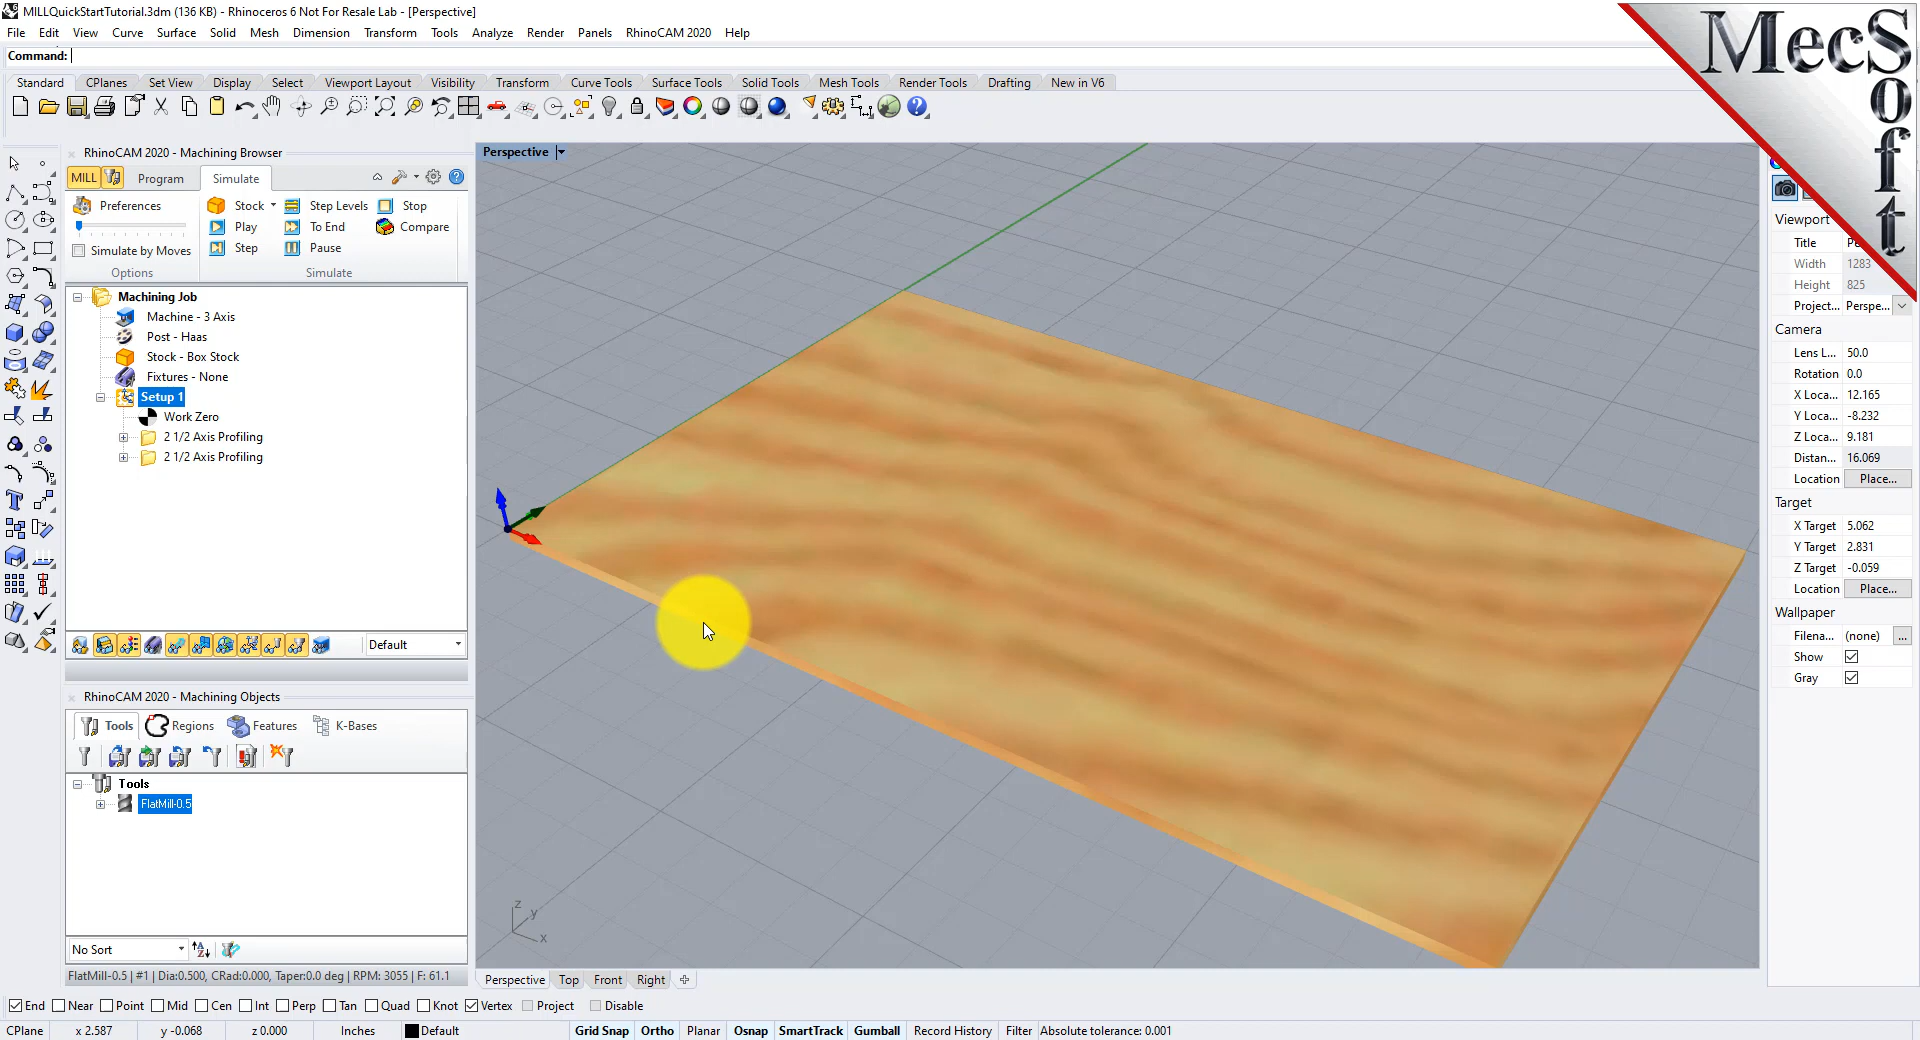 MILLQuickStartTutorial.3dm (136 KB) - Rhinoceros 6 Not For Resale Lab - [Perspective]
File Edit View Curve Surface Solid Mesh Dimension Transform Tools Analyze Render Panels RhinoCAM 2020 Help
Command:
Standard CPlanes Set View Display Select Viewport Layout Visibility Transform Curve Tools Surface Tools Solid Tools Mesh Tools Render Tools Drafting New in V6
MecSoft
RhinoCAM 2020 - Machining Browser
MILL Program Simulate
Preferences
Simulate by Moves
Options
Stock Step Levels Stop
Play To End Compare
Step Pause
Simulate
Machining Job
Machine - 3 Axis
Post - Haas
Stock - Box Stock
Fixtures - None
Setup 1
Work Zero
2 1/2 Axis Profiling
2 1/2 Axis Profiling
Default
RhinoCAM 2020 - Machining Objects
Tools Regions Features K-Bases
Tools
FlatMill-0.5
No Sort
FlatMill-0.5 | #1 | Dia:0.500, CRad:0.000, Taper:0.0 deg | RPM: 3055 | F: 61.1
Perspective
z
y
x
Perspective Top Front Right
Viewport
Title
Width 1283
Height 825
Project... Perspe...
Camera
Lens L... 50.0
Rotation 0.0
X Loca... 12.165
Y Loca... -8.232
Z Loca... 9.181
Distan... 16.069
Location Place...
Target
X Target 5.062
Y Target 2.831
Z Target -0.059
Location Place...
Wallpaper
Filena... (none) ...
Show
Gray
End Near Point Mid Cen Int Perp Tan Quad Knot Vertex Project Disable
CPlane x 2.587 y -0.068 z 0.000 Inches Default Grid Snap Ortho Planar Osnap SmartTrack Gumball Record History Filter Absolute tolerance: 0.001